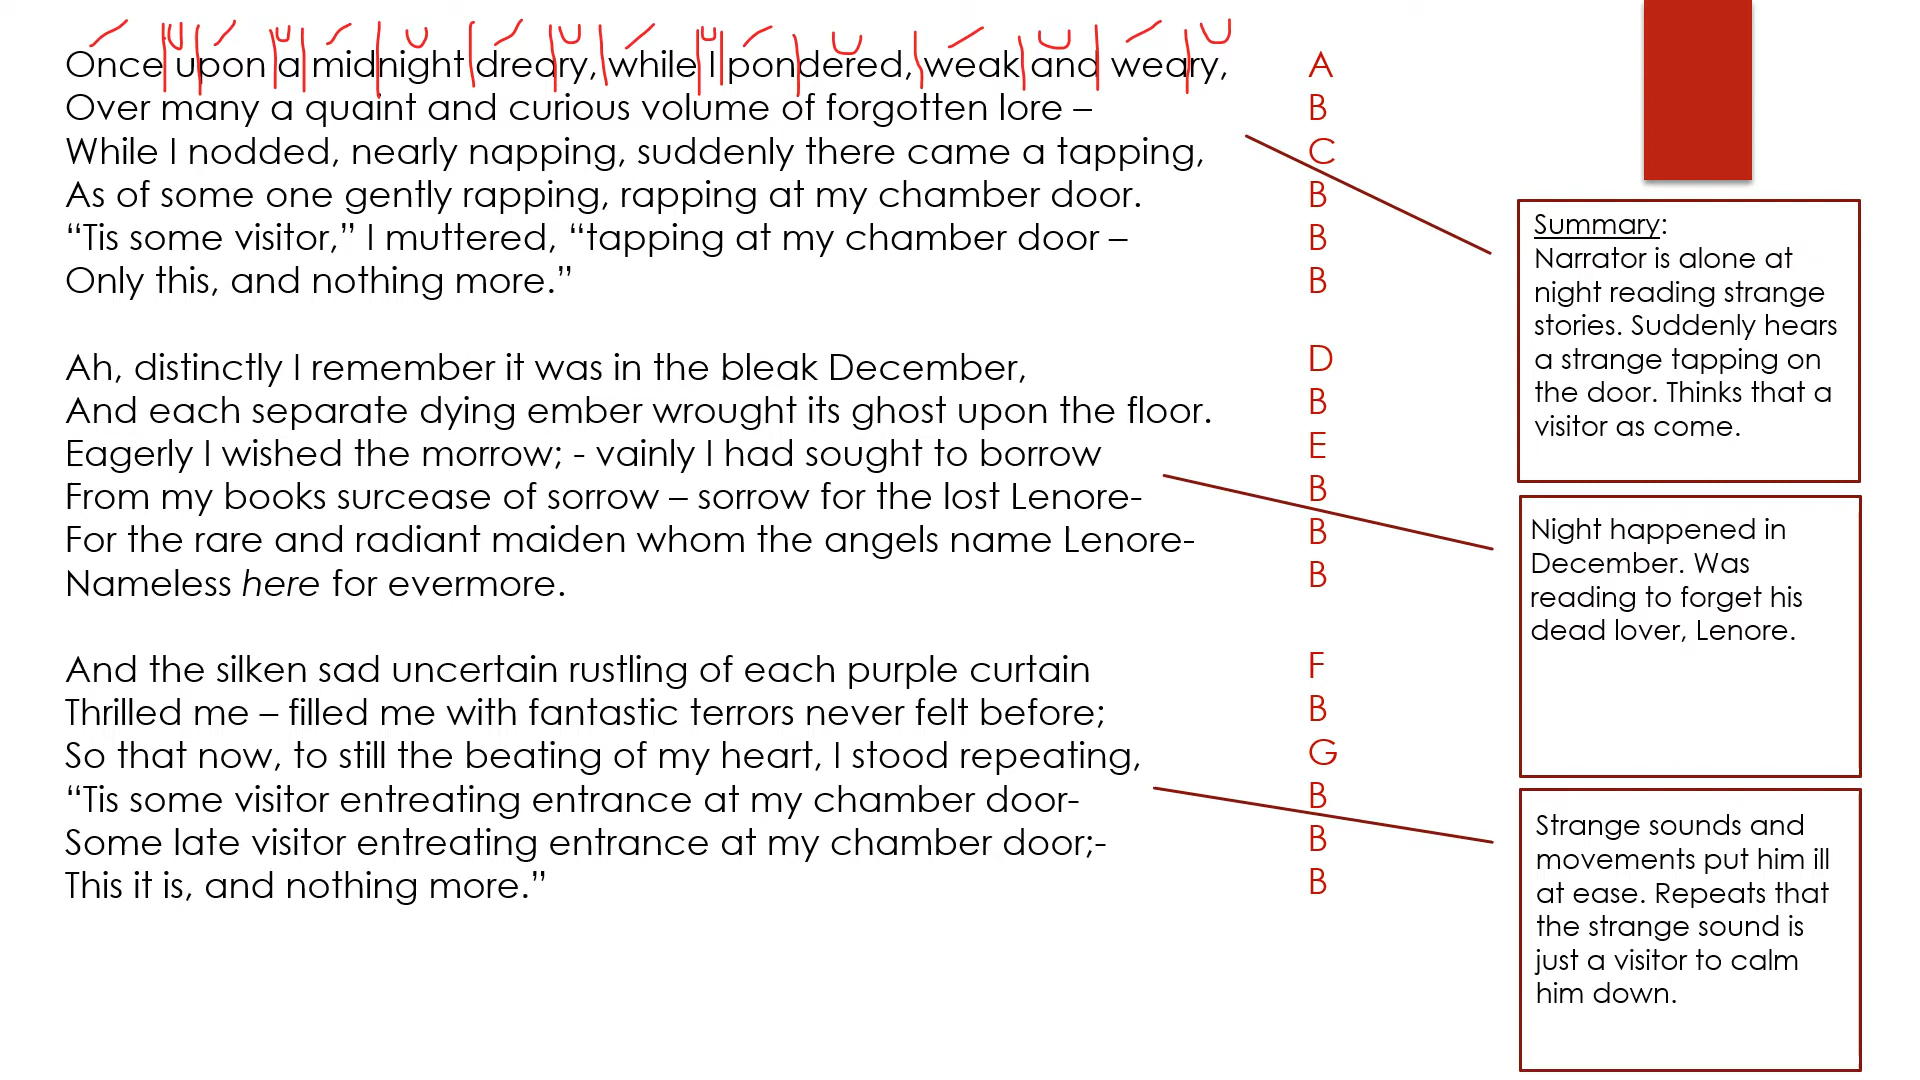 Once upon a midnight dreary, while I pondered, weak and weary,
Over many a quaint and curious volume of forgotten lore –
While I nodded, nearly napping, suddenly there came a tapping,
As of some one gently rapping, rapping at my chamber door.
“Tis some visitor,” I muttered, “tapping at my chamber door –
Only this, and nothing more.”
Ah, distinctly I remember it was in the bleak December,
And each separate dying ember wrought its ghost upon the floor.
Eagerly I wished the morrow; - vainly I had sought to borrow
From my books surcease of sorrow – sorrow for the lost Lenore-
For the rare and radiant maiden whom the angels name Lenore-
Nameless here for evermore.
And the silken sad uncertain rustling of each purple curtain
Thrilled me – filled me with fantastic terrors never felt before;
So that now, to still the beating of my heart, I stood repeating,
“Tis some visitor entreating entrance at my chamber door-
Some late visitor entreating entrance at my chamber door;-
This it is, and nothing more.”
A
B
C
B
B
B
D
B
E
B
B
B
F
B
G
B
B
B
Summary:
Narrator is alone at
night reading strange
stories. Suddenly hears
a strange tapping on
the door. Thinks that a
visitor as come.
Night happened in
December. Was
reading to forget his
dead lover, Lenore.
Strange sounds and
movements put him ill
at ease. Repeats that
the strange sound is
just a visitor to calm
him down.